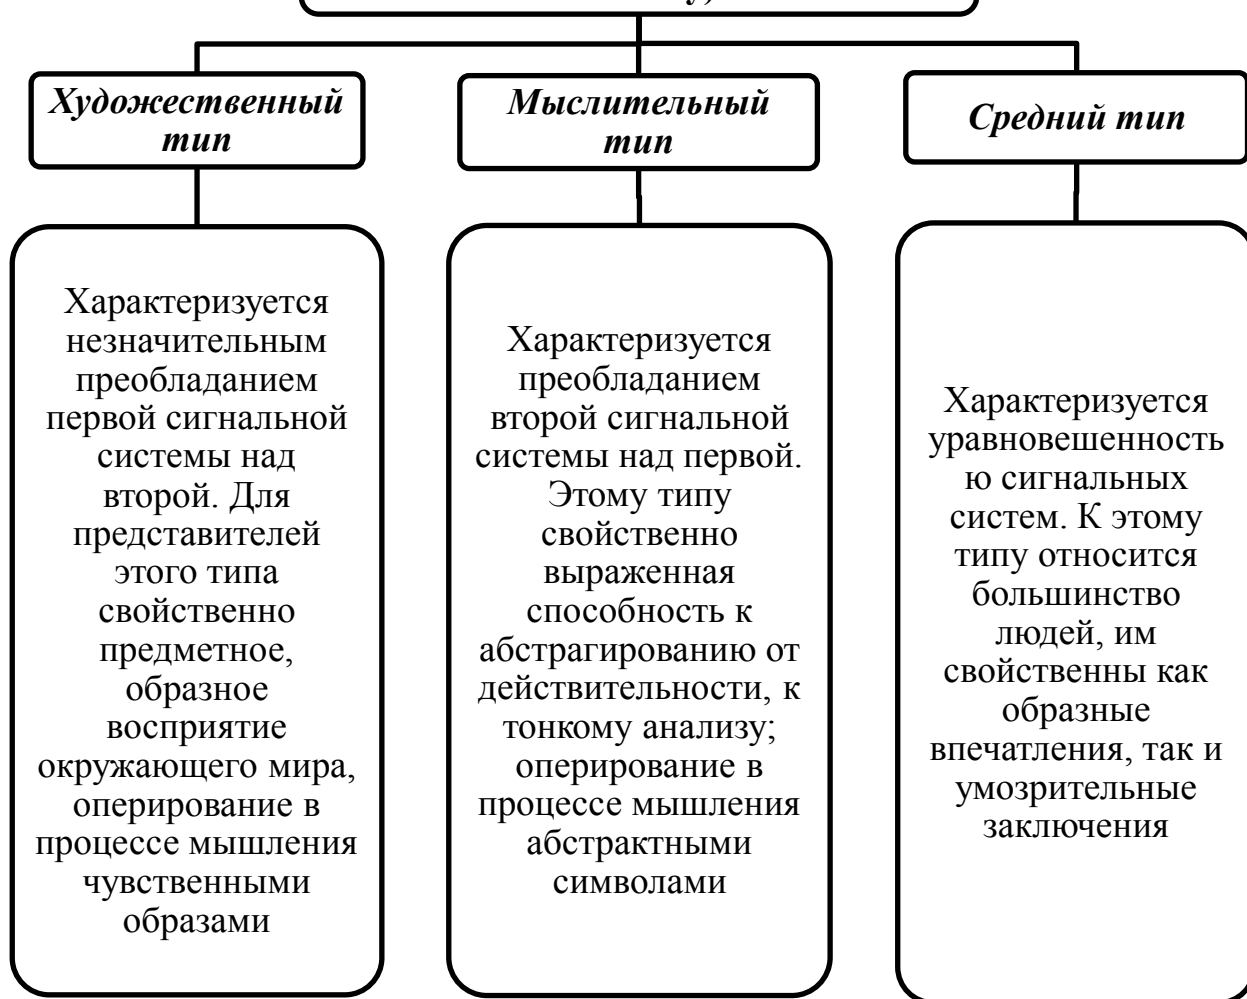 Художественный
тип
Мыслительный
тип
Средний тип
Характеризуется
незначительным
преобладанием
первой сигнальной
системы над
второй. Для
представителей
этого типа
свойственно
предметное,
образное
восприятие
окружающего мира,
оперирование в
процессе мышления
чувственными
образами
Характеризуется
преобладанием
второй сигнальной
системы над первой.
Этому типу
свойственно
выраженная
способность к
абстрагированию от
действительности, к
тонкому анализу;
оперирование в
процессе мышления
абстрактными
символами
Характеризуется
уравновешенность
ю сигнальных
систем. К этому
типу относится
большинство
людей, им
свойственны как
образные
впечатления, так и
умозрительные
заключения